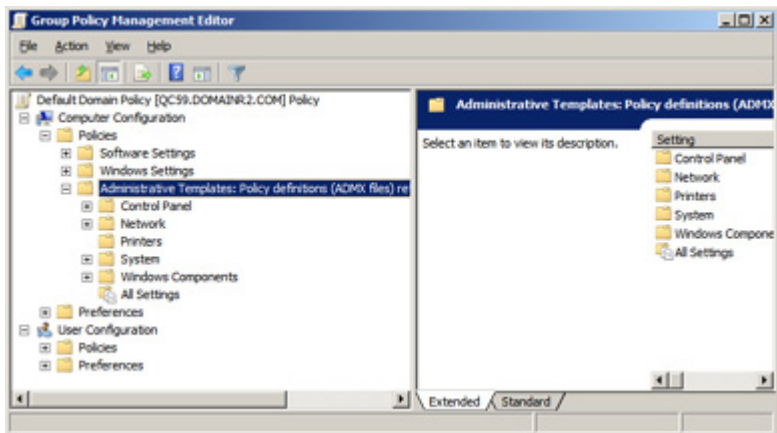 Group Policy Management Editor
File Action View Help
Default Domain Policy [QC59.DOMAINR2.COM] Policy
Computer Configuration
Policies
Software Settings
Windows Settings
Administrative Templates: Policy definitions (ADMX files) re
Control Panel
Network
Printers
System
Windows Components
All Settings
Preferences
User Configuration
Policies
Preferences
Administrative Templates: Policy definitions (ADMX
Select an item to view its description.
Setting
Control Panel
Network
Printers
System
Windows Compone
All Settings
Extended Standard